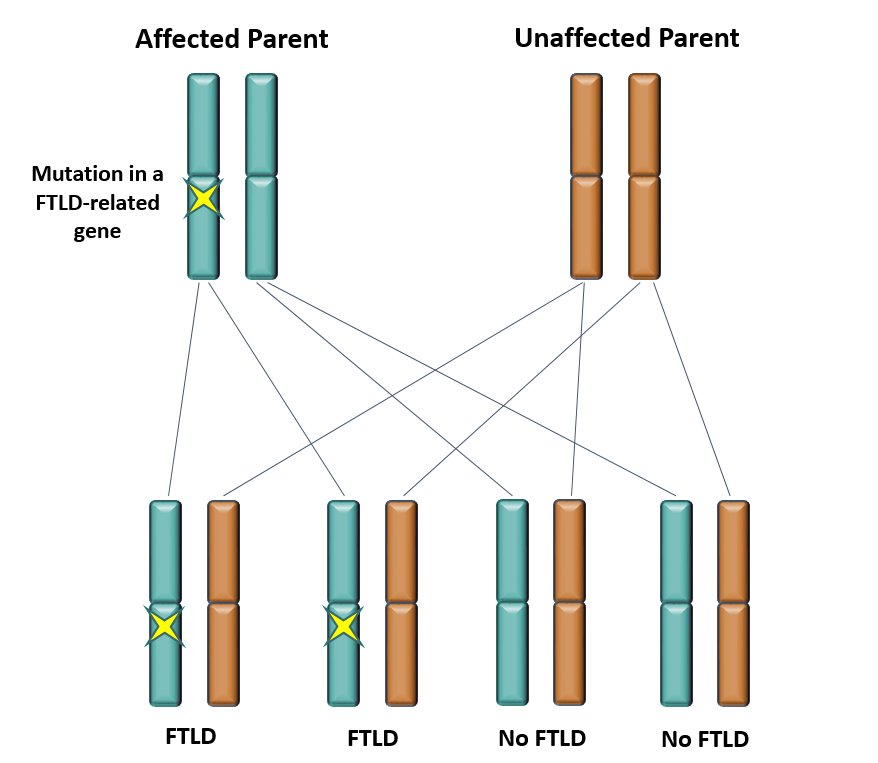 Affected Parent
Unaffected Parent
Mutation in a
FTLD-related
gene
FTLD
FTLD
No FTLD
No FTLD